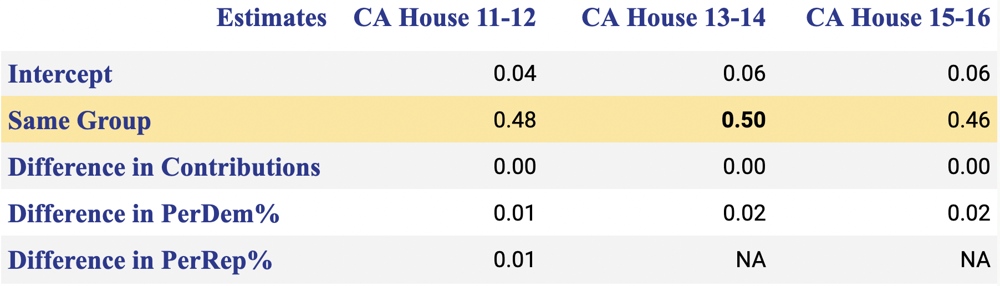 Estimates CA House 11-12 CA House 13-14 CA House 15-16
Intercept 0.04 0.06 0.06
Same Group 0.48 0.50 0.46
Difference in Contributions 0.00 0.00 0.00
Difference in PerDem% 0.01 0.02 0.02
Difference in PerRep% 0.01 NA NA